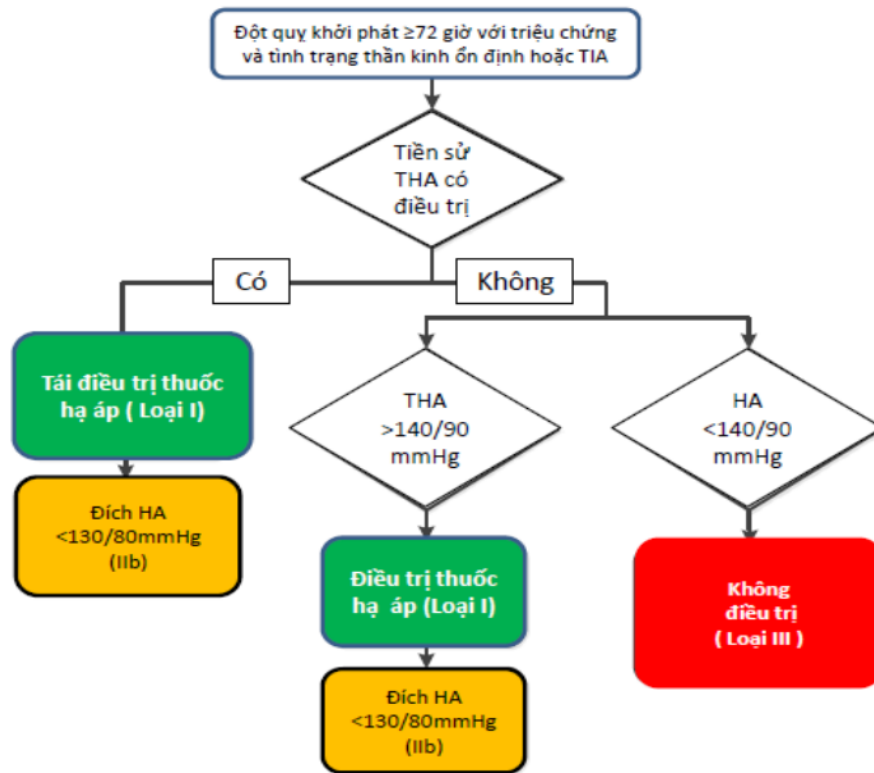 Đột quỵ khởi phát ≥72 giờ với triệu chứng
và tình trạng thần kinh ổn định hoặc TIA
Tiền sử
THA có
điều trị
Có
Không
Tái điều trị thuốc
hạ áp ( Loại I)
THA
>140/90
mmHg
HA
<140/90
mmHg
Đích HA
<130/80mmHg
(IIb)
Điều trị thuốc
hạ áp (Loại I)
Không
điều trị
( Loại III )
Đích HA
<130/80mmHg
(IIb)